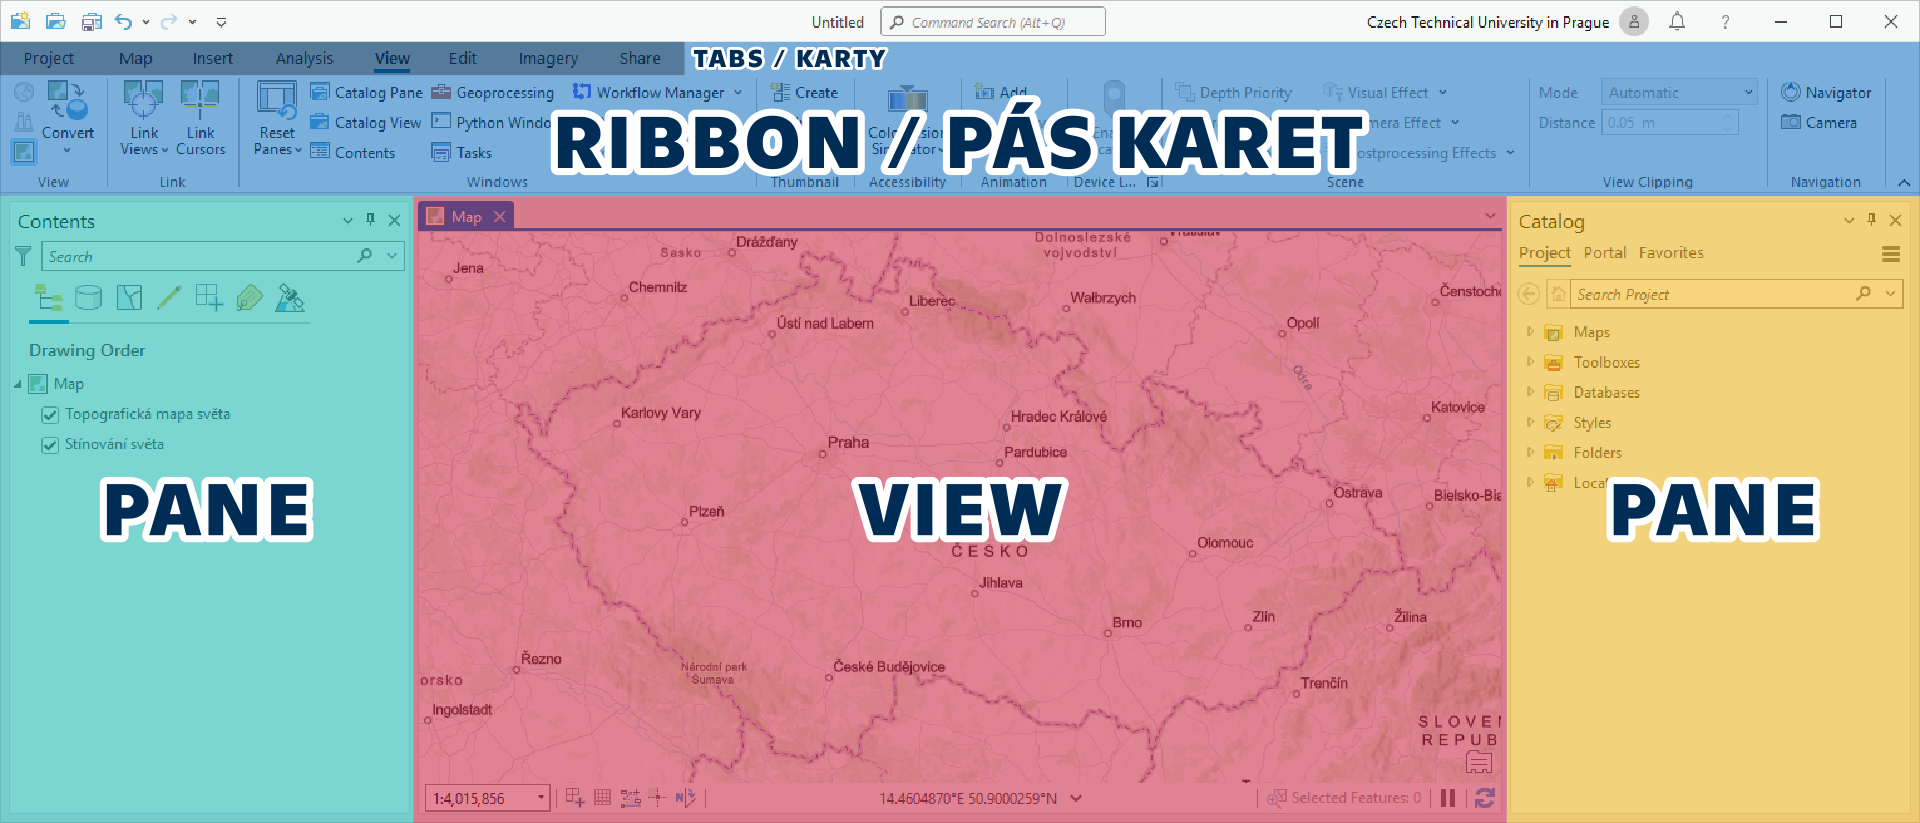 Untitled
Command Search (Alt+Q)
Czech Technical University in Prague
?
Project Map Insert Analysis View Edit Imagery Share
TABS / KARTY
Convert
View
Link Views
Link Cursors
Link
Reset Panes
Catalog Pane
Catalog View
Contents
Geoprocessing
Python Windo
Tasks
Workflow Manager
Windows
Create
Thumbnail
Accessibility
Add
Animation
Device L...
Depth Priority
Visual Effect
mera Effect
ostprocessing Effects
Scene
Mode Automatic
Distance 0.05 m
View Clipping
Navigator
Camera
Navigation
RIBBON / PÁS KARET
Contents
Search
Drawing Order
Map
Topografická mapa světa
Stínování světa
PANE
Map
Drážďany
Sasko
Dolnoslezské
vojvodství
Jena
Chemnitz
Liberec
Wałbrzych
Čenstoch
Ústí nad Labem
Opolí
Odra
Karlovy Vary
Hradec Králové
Katovice
Praha
Pardubice
Ostrava
Bielsko-Bia
Plzeň
VIEW
ČESKO
Olomouc
Jihlava
Brno
Zlín
Žilina
Řezno
Národní park
Šumava
České Budějovice
orsko
Trenčín
Ingolstadt
SLOVEN
REPUB
1:4,015,856
14.4604870°E 50.9000259°N
Selected Features: 0
Catalog
Project Portal Favorites
Search Project
Maps
Toolboxes
Databases
Styles
Folders
Loca
PANE